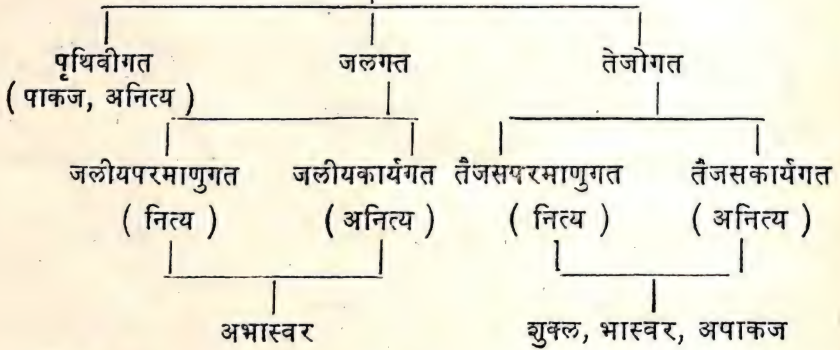 पृथिवीगत जलगत तेजोगत
( पाकज, अनित्य )
जलीयपरमाणुगत जलीयकार्यगत तैजसपरमाणुगत तैजसकार्यगत
( नित्य ) ( अनित्य ) ( नित्य ) ( अनित्य )
अभास्वर शुक्ल, भास्वर, अपाकज